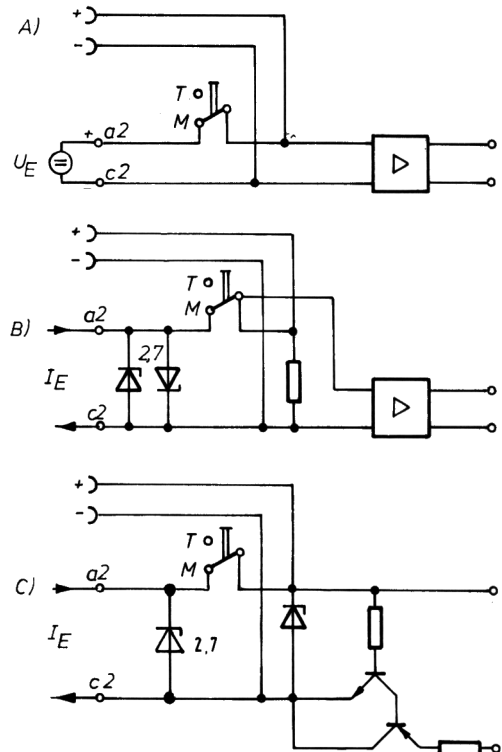 A)
+
-
T
M
+ a2
U_E
=
c2
▷
+
-
T
M
B)
a2
2,7
I_E
c2
▷
+
-
T
M
C)
a2
I_E
2,7
c2